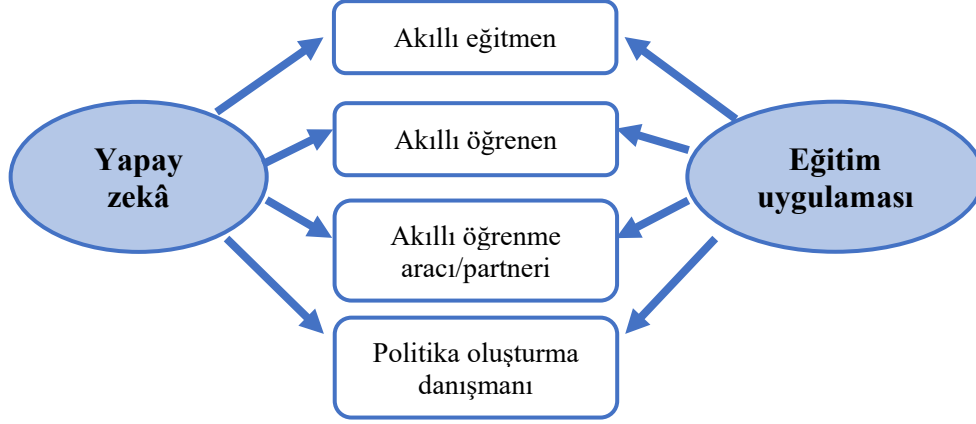 Akıllı eğitmen
Yapay
zekâ
Akıllı öğrenen
Eğitim
uygulaması
Akıllı öğrenme
aracı/partneri
Politika oluşturma
danışmanı